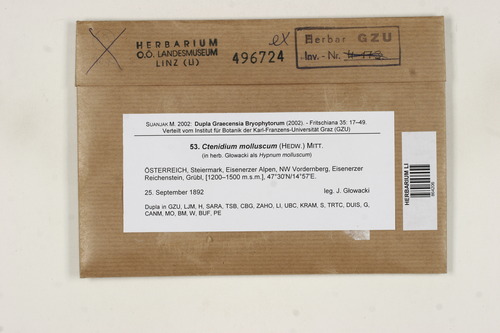 HERBARIUM
O.Ö. LANDESMUSEUM
LINZ (LI)
496724
ex
Herbar GZU
Inv. - Nr.
SUANJAK M. 2002: Dupla Graecensia Bryophytorum (2002). - Fritschiana 35: 17–49.
Verteilt vom Institut für Botanik der Karl-Franzens-Universität Graz (GZU)
53. Ctenidium molluscum (HEDW.) MITT.
(in herb. Głowacki als Hypnum molluscum)
ÖSTERREICH, Steiermark, Eisenerzer Alpen, NW Vordernberg, Eisenerzer
Reichenstein, Grübl, [1200–1500 m.s.m.], 47°30'N/14°57'E.
25. September 1892 leg. J. Głowacki
Dupla in GZU, LJM, H, SARA, TSB, CBG, ZAHO, LI, UBC, KRAM, S, TRTC, DUIS, G,
CANM, MO, BM, W, BUF, PE
HERBARIUM LI